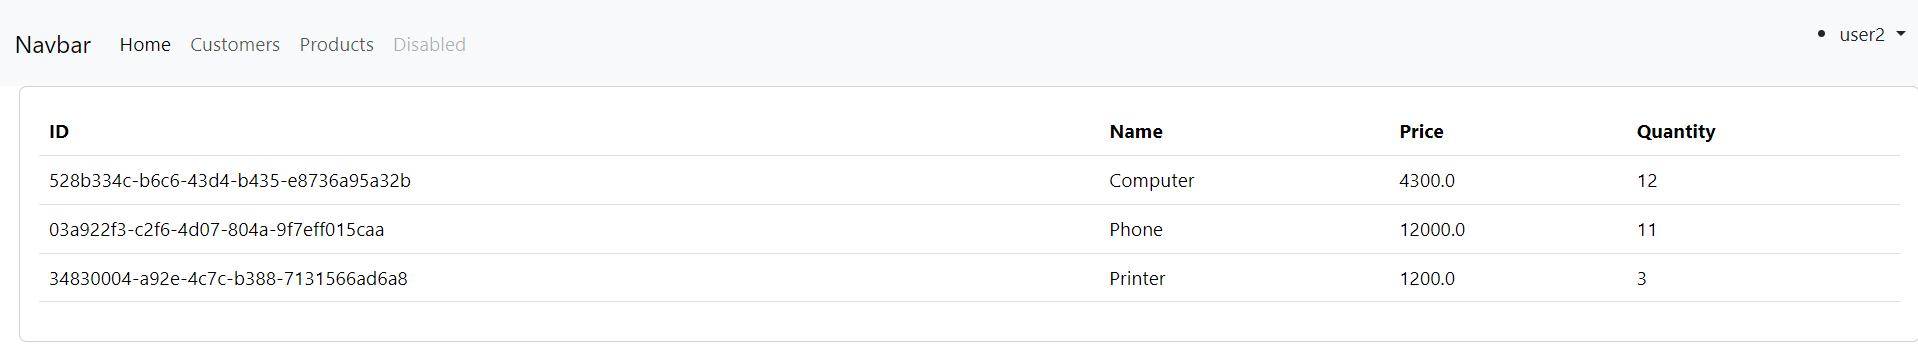 Navbar Home Customers Products Disabled user2
ID Name Price Quantity
528b334c-b6c6-43d4-b435-e8736a95a32b Computer 4300.0 12
03a922f3-c2f6-4d07-804a-9f7eff015caa Phone 12000.0 11
34830004-a92e-4c7c-b388-7131566ad6a8 Printer 1200.0 3